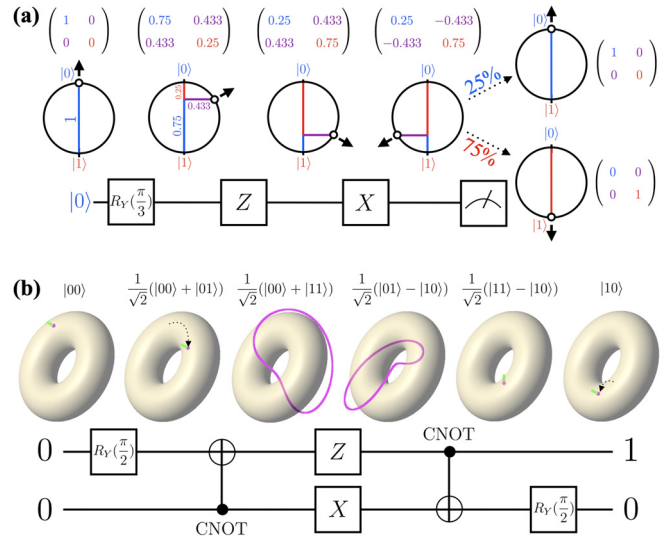 (a)
1 0
0 0
0.75 0.433
0.433 0.25
0.25 0.433
0.433 0.75
0.25 −0.433
−0.433 0.75
|0⟩ |0⟩ |0⟩ |0⟩ |0⟩
1 0.25 0.433 0.75
25%
1 0
0 0
|1⟩ |1⟩ |1⟩ |1⟩ |1⟩
75%
|0⟩
0 0
0 1
|1⟩
|0⟩ R_Y(π/3) Z X
(b)
|00⟩ 1/√2(|00⟩ + |01⟩) 1/√2(|00⟩ + |11⟩) 1/√2(|01⟩ − |10⟩) 1/√2(|11⟩ − |10⟩) |10⟩
CNOT
0 R_Y(π/2) Z 1
0 X R_Y(π/2) 0
CNOT